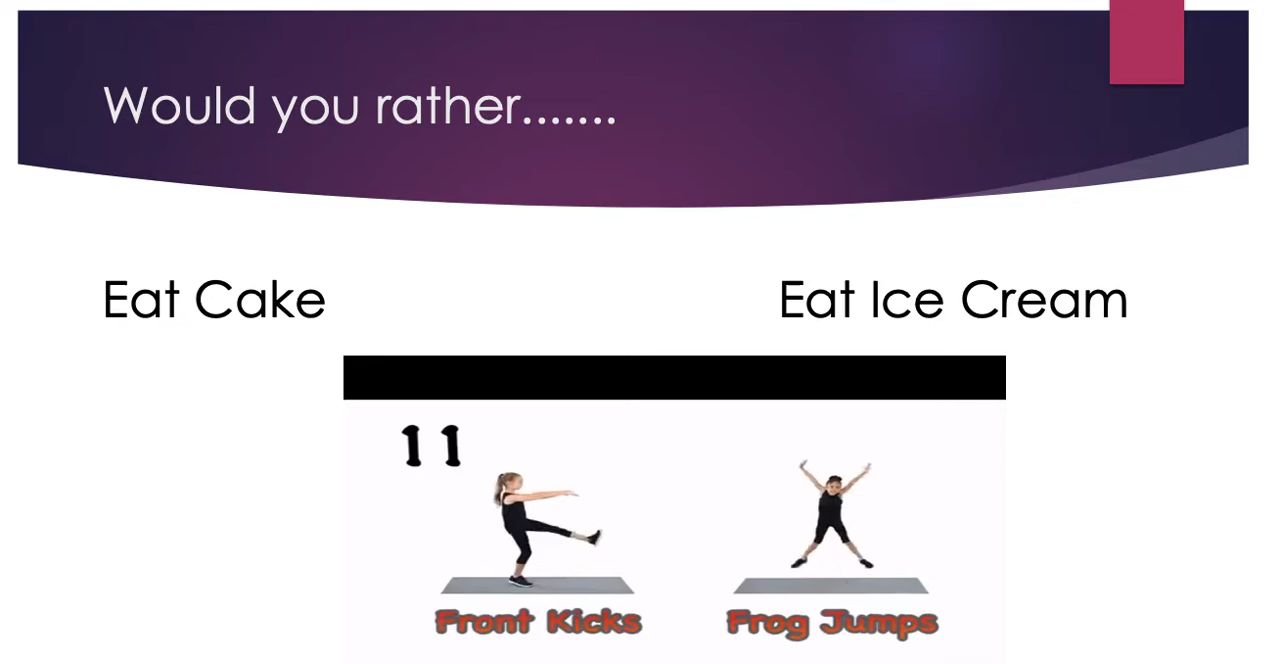 Would you rather.......
Eat Cake
Eat Ice Cream
11
Front Kicks
Frog Jumps